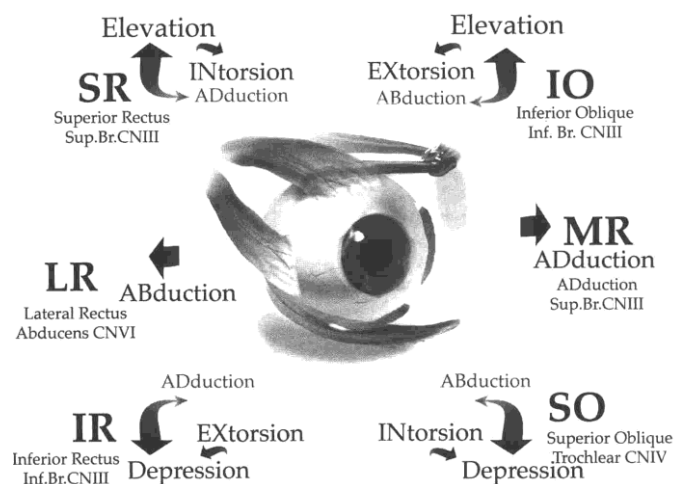 Elevation
INtorsion
ADduction
SR
Superior Rectus
Sup.Br.CNIII
Elevation
EXtorsion
ABduction
IO
Inferior Oblique
Inf. Br. CNIII
LR
ABduction
Lateral Rectus
Abducens CNVI
MR
ADduction
ADduction
Sup.Br.CNIII
ADduction
IR
EXtorsion
Inferior Rectus
Inf.Br.CNIII
Depression
ABduction
SO
INtorsion
Superior Oblique
.Trochlear CNIV
Depression